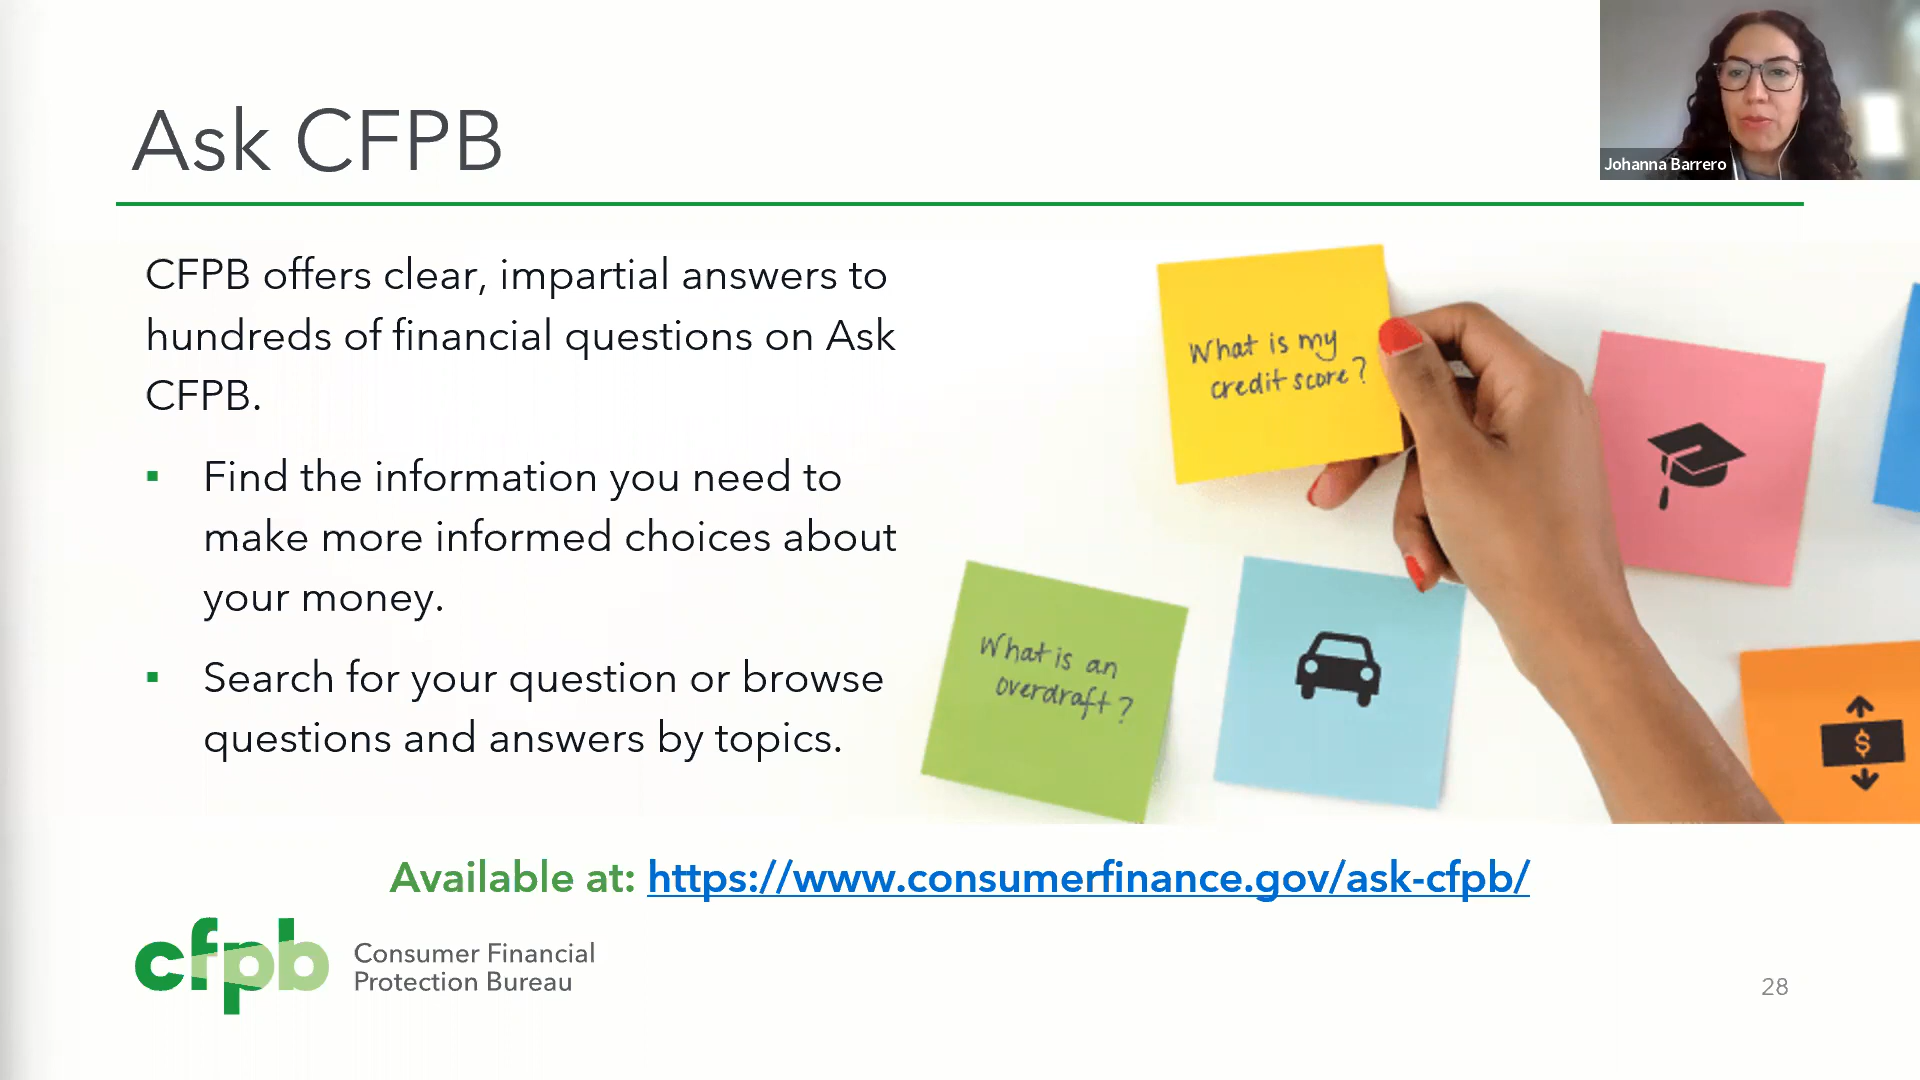 Ask CFPB
Johanna Barrero
CFPB offers clear, impartial answers to
hundreds of financial questions on Ask
CFPB.
▪ Find the information you need to
make more informed choices about
your money.
▪ Search for your question or browse
questions and answers by topics.
What is my
credit score?
What is an
overdraft?
$
Available at: https://www.consumerfinance.gov/ask-cfpb/
cfpb
Consumer Financial
Protection Bureau
28